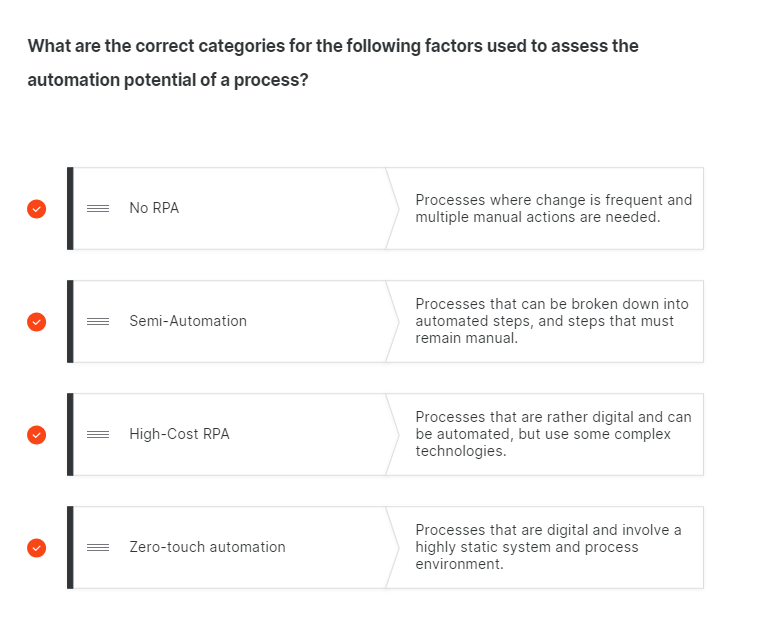 What are the correct categories for the following factors used to assess the
automation potential of a process?
No RPA
Processes where change is frequent and
multiple manual actions are needed.
Semi-Automation
Processes that can be broken down into
automated steps, and steps that must
remain manual.
High-Cost RPA
Processes that are rather digital and can
be automated, but use some complex
technologies.
Zero-touch automation
Processes that are digital and involve a
highly static system and process
environment.